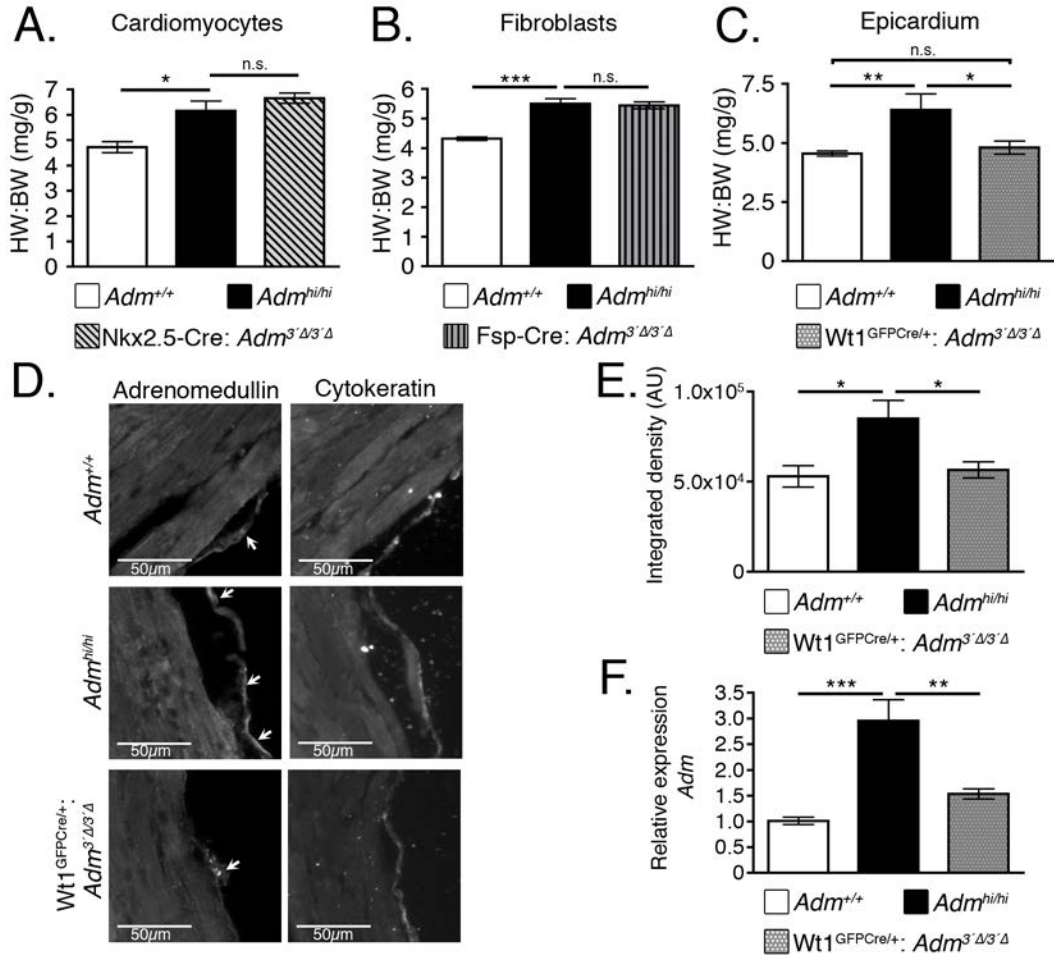 A.
Cardiomyocytes
*
n.s.
HW:BW (mg/g)
7
6
5
4
3
2
1
0
Adm+/+
Admhi/hi
Nkx2.5-Cre: Adm3´Δ/3´Δ
B.
Fibroblasts
***
n.s.
HW:BW (mg/g)
6
5
4
3
2
1
0
Adm+/+
Admhi/hi
Fsp-Cre: Adm3´Δ/3´Δ
C.
Epicardium
n.s.
**
*
HW:BW (mg/g)
7.5
5.0
2.5
0
Adm+/+
Admhi/hi
Wt1GFPCre/+: Adm3´Δ/3´Δ
D.
Adrenomedullin
Cytokeratin
Adm+/+
50µm
50µm
Admhi/hi
50µm
50µm
Wt1GFPCre/+:
Adm3´Δ/3´Δ
50µm
50µm
E.
*
*
Integrated density (AU)
1.0x10⁵
5.0x10⁴
0
Adm+/+
Admhi/hi
Wt1GFPCre/+: Adm3´Δ/3´Δ
F.
***
**
Relative expression
Adm
3.5
3.0
2.5
2.0
1.5
1.0
0.5
0
Adm+/+
Admhi/hi
Wt1GFPCre/+: Adm3´Δ/3´Δ